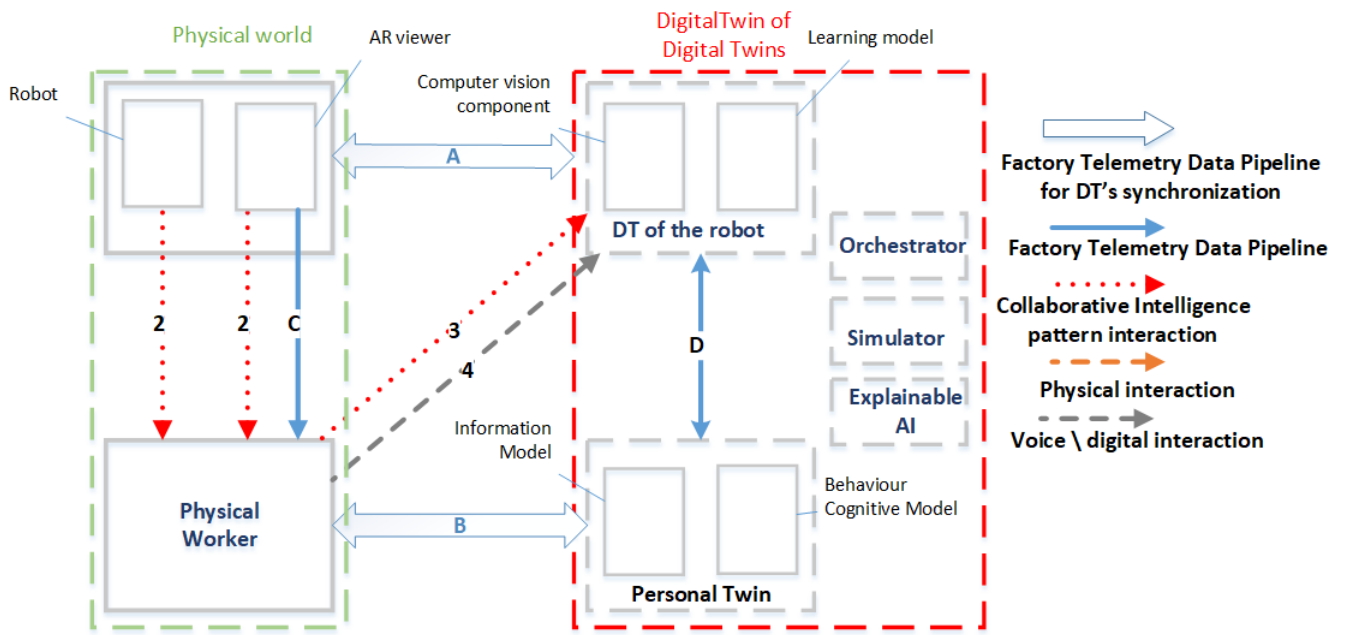 Physical world
AR viewer
Robot
DigitalTwin of
Digital Twins
Learning model
Computer vision
component
A
DT of the robot
Orchestrator
Simulator
Explainable
AI
2
2
C
3
4
D
Information
Model
Behaviour
Cognitive Model
Physical
Worker
B
Personal Twin
Factory Telemetry Data Pipeline
for DT's synchronization
Factory Telemetry Data Pipeline
Collaborative Intelligence
pattern interaction
Physical interaction
Voice \ digital interaction